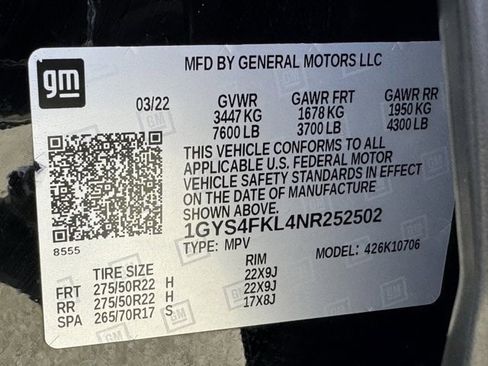 gm
MFD BY GENERAL MOTORS LLC
03/22 GVWR GAWR FRT GAWR RR
3447 KG 1678 KG 1950 KG
7600 LB 3700 LB 4300 LB
THIS VEHICLE CONFORMS TO ALL
APPLICABLE U.S. FEDERAL MOTOR
VEHICLE SAFETY STANDARDS IN EFFECT
ON THE DATE OF MANUFACTURE
SHOWN ABOVE.
1GYS4FKL4NR252502
8555 TYPE: MPV MODEL: 426K10706
TIRE SIZE RIM
FRT 275/50R22 H 22X9J
RR 275/50R22 H 22X9J
SPA 265/70R17 S 17X8J